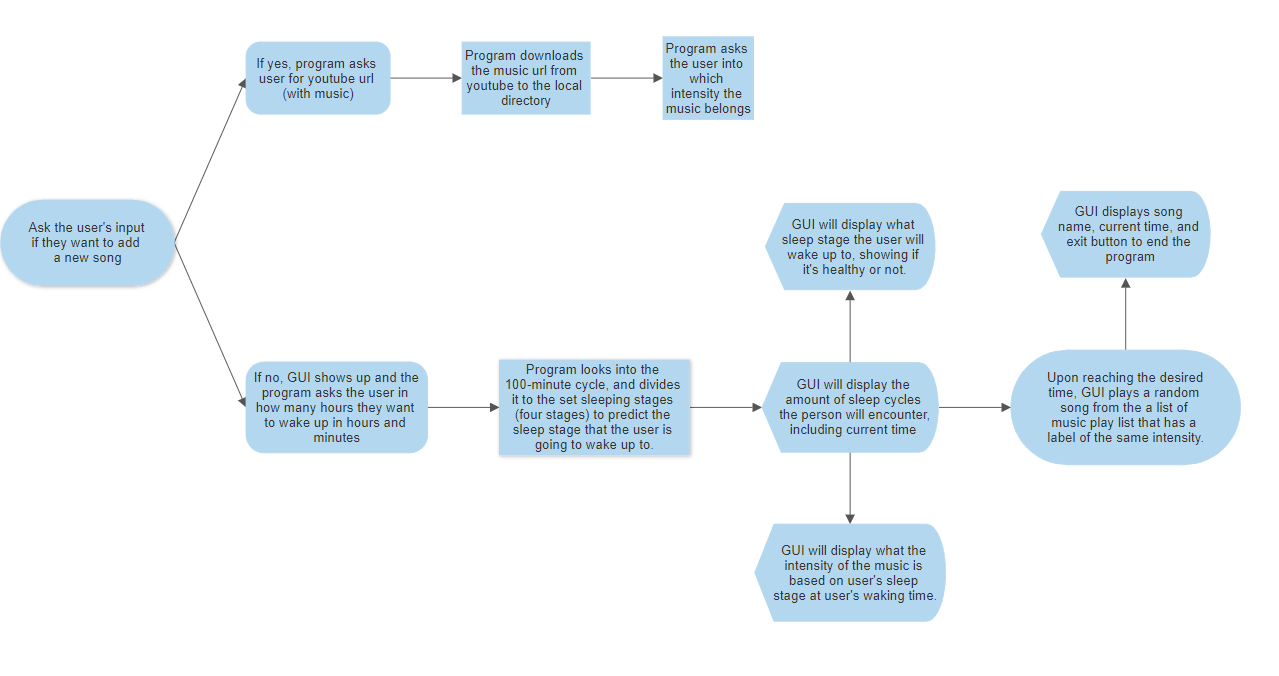 If yes, program asks
user for youtube url
(with music)
Program downloads
the music url from
youtube to the local
directory
Program asks
the user into
which
intensity the
music belongs
Ask the user's input
if they want to add
a new song
GUI will display what
sleep stage the user will
wake up to, showing if
it's healthy or not.
GUI displays song
name, current time, and
exit button to end the
program
If no, GUI shows up and the
program asks the user in
how many hours they want
to wake up in hours and
minutes
Program looks into the
100-minute cycle, and divides
it to the set sleeping stages
(four stages) to predict the
sleep stage that the user is
going to wake up to.
GUI will display the
amount of sleep cycles
the person will encounter,
including current time
Upon reaching the desired
time, GUI plays a random
song from the a list of
music play list that has a
label of the same intensity.
GUI will display what the
intensity of the music is
based on user's sleep
stage at user's waking time.